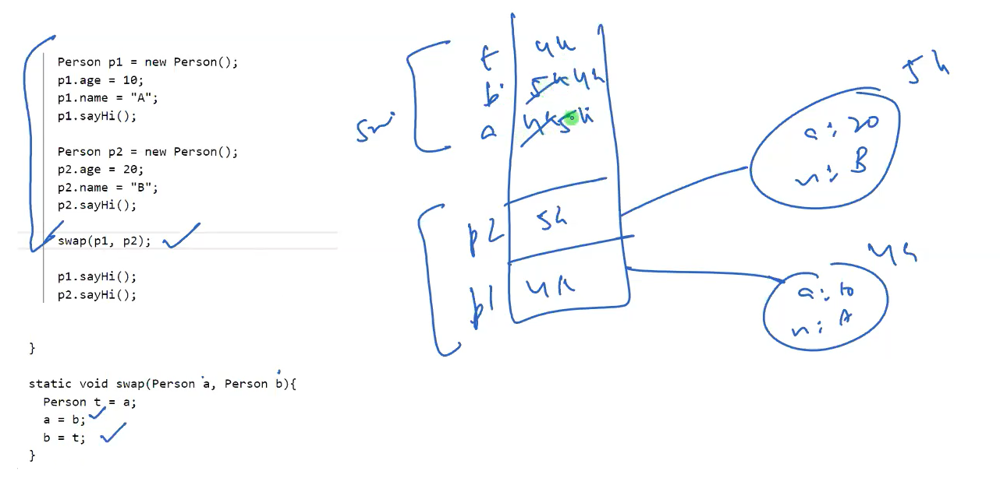 Person p1 = new Person();
p1.age = 10;
p1.name = "A";
p1.sayHi();
Person p2 = new Person();
p2.age = 20;
p2.name = "B";
p2.sayHi();
swap(p1, p2);
p1.sayHi();
p2.sayHi();
}
static void swap(Person a, Person b){
Person t = a;
a = b;
b = t;
}
t 4k
b 5k 4k
a 4k 5k
p2 5k
p1 4k
5k
a: 20
n: B
4k
a: 10
n: A